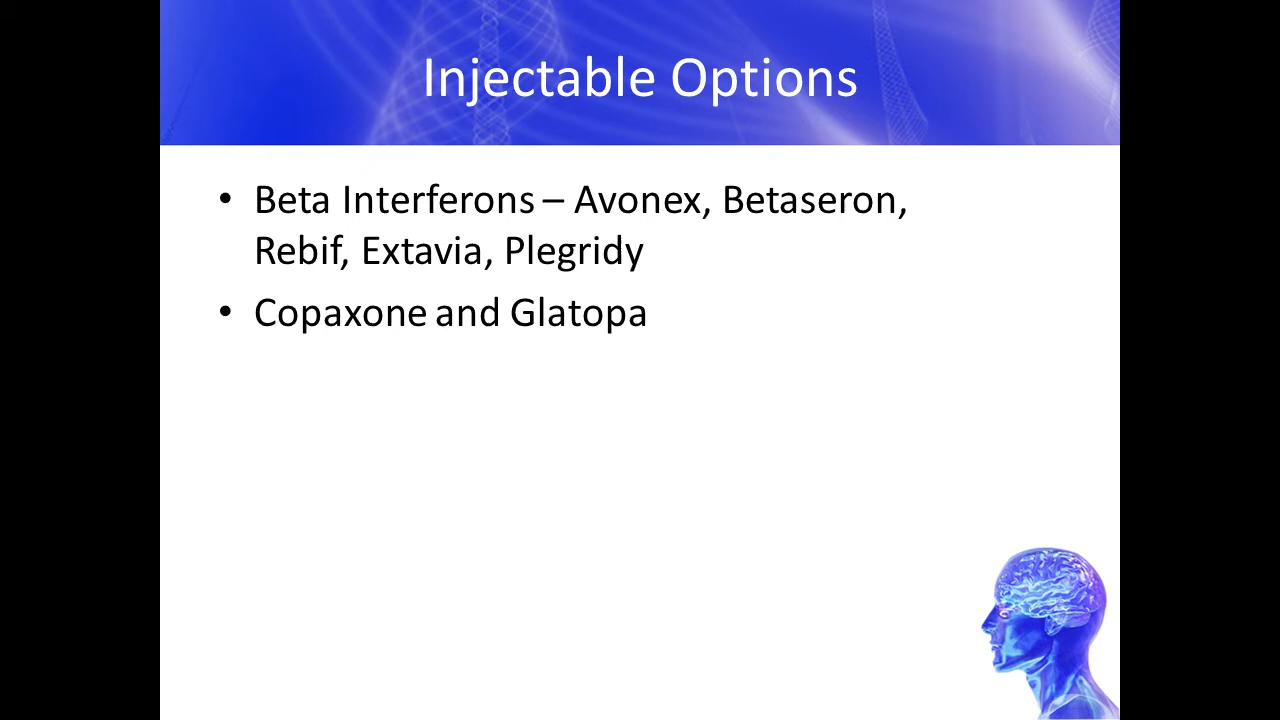 Injectable Options
• Beta Interferons – Avonex, Betaseron,
Rebif, Extavia, Plegridy
• Copaxone and Glatopa